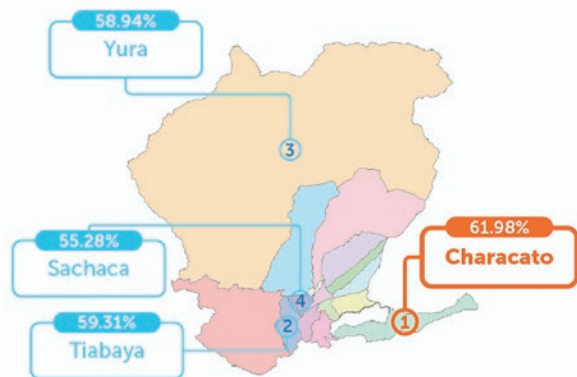 58.94%
Yura
3
61.98%
Characato
55.28%
Sachaca
4
1
59.31%
Tiabaya
2